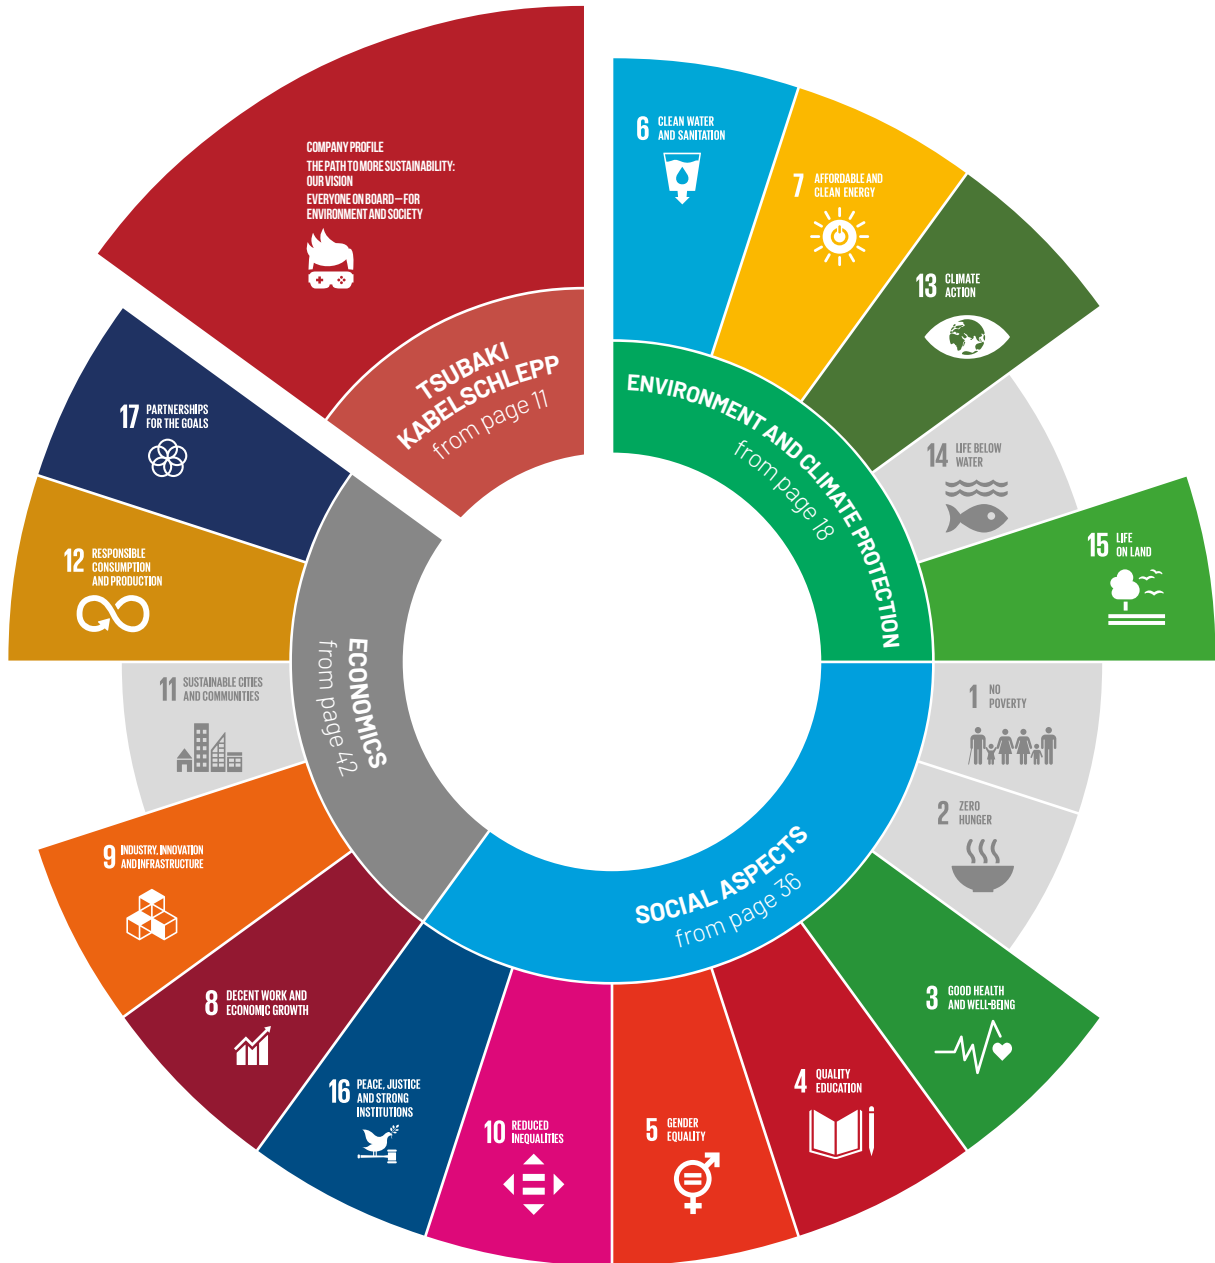 COMPANY PROFILE
THE PATH TO MORE SUSTAINABILITY:
OUR VISION
EVERYONE ON BOARD – FOR
ENVIRONMENT AND SOCIETY
TSUBAKI
KABELSCHLEPP
from page 11
6 CLEAN WATER
AND SANITATION
7 AFFORDABLE AND
CLEAN ENERGY
13 CLIMATE
ACTION
14 LIFE BELOW
WATER
15 LIFE
ON LAND
ENVIRONMENT AND CLIMATE PROTECTION
from page 18
1 NO
POVERTY
2 ZERO
HUNGER
3 GOOD HEALTH
AND WELL-BEING
4 QUALITY
EDUCATION
5 GENDER
EQUALITY
10 REDUCED
INEQUALITIES
16 PEACE, JUSTICE
AND STRONG
INSTITUTIONS
SOCIAL ASPECTS
from page 36
8 DECENT WORK AND
ECONOMIC GROWTH
9 INDUSTRY, INNOVATION
AND INFRASTRUCTURE
11 SUSTAINABLE CITIES
AND COMMUNITIES
12 RESPONSIBLE
CONSUMPTION
AND PRODUCTION
17 PARTNERSHIPS
FOR THE GOALS
ECONOMICS
from page 42